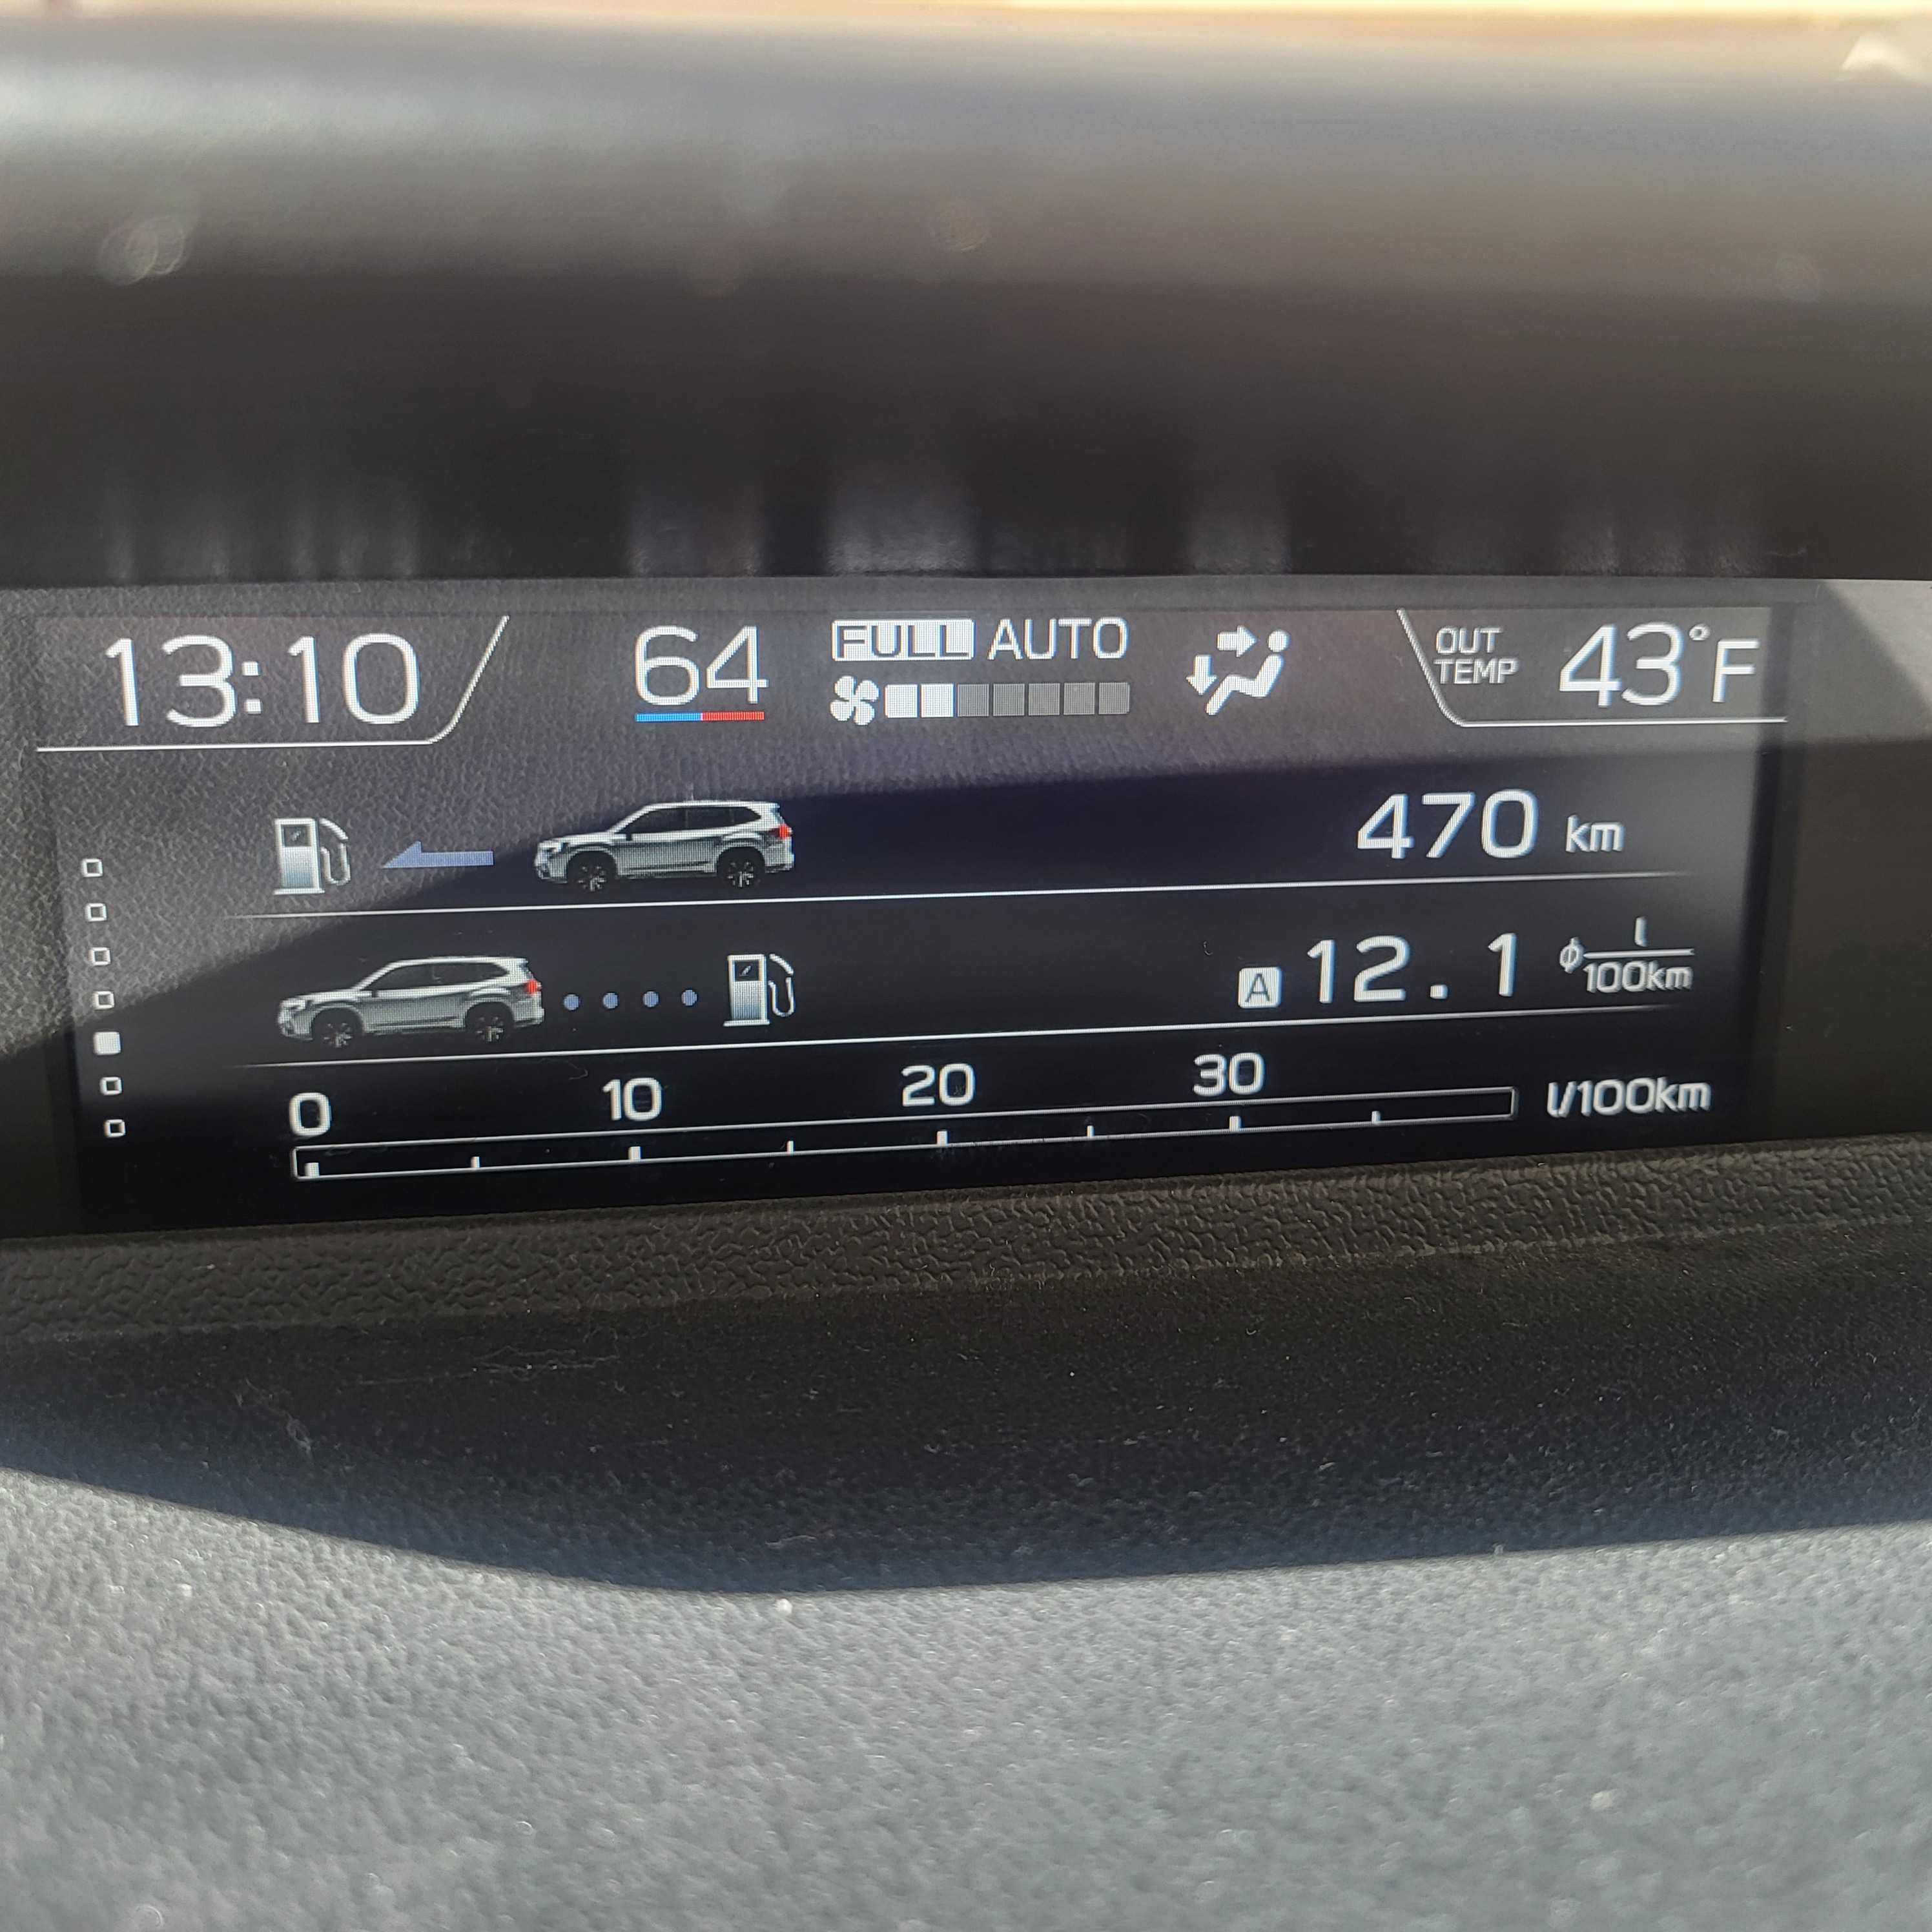 13:10
64
FULL AUTO
OUT
TEMP
43°F
470 km
A 12.1 ϕ l/100km
0 10 20 30 l/100km